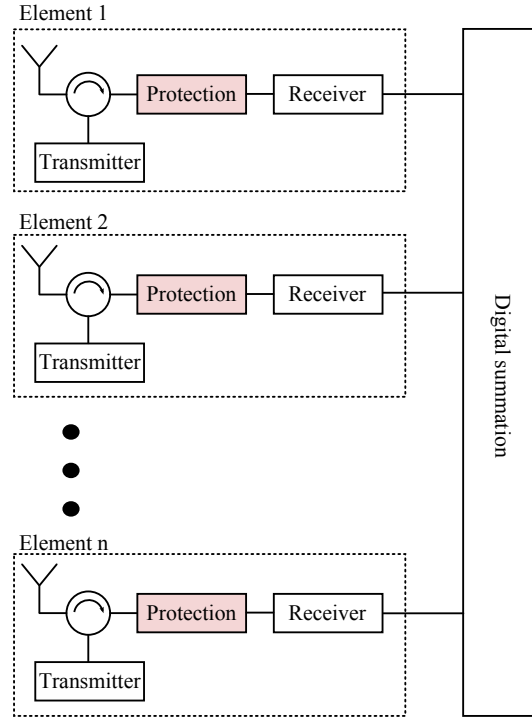 Element 1
Protection
Receiver
Transmitter
Element 2
Protection
Receiver
Transmitter
Digital summation
Element n
Protection
Receiver
Transmitter